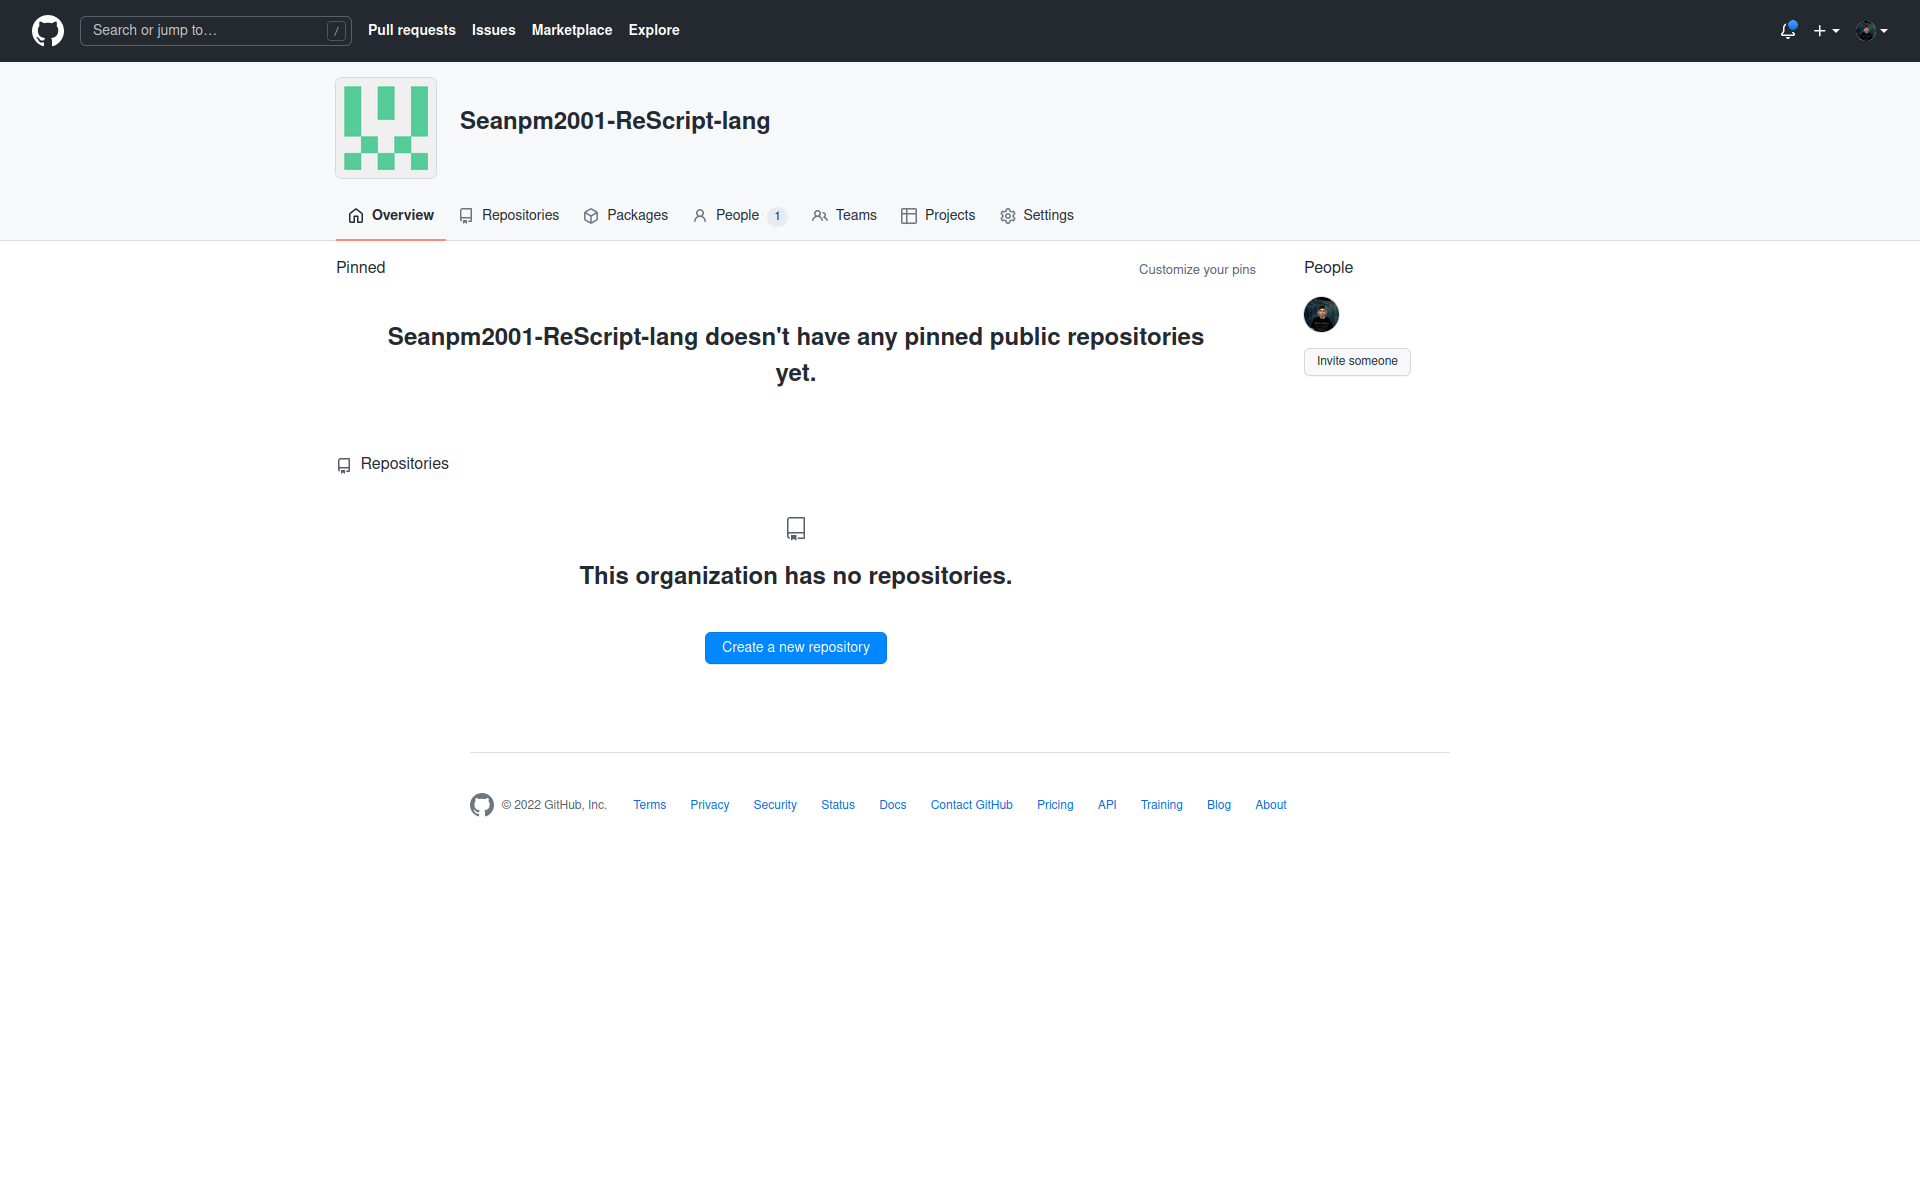 Search or jump to… /
Pull requests Issues Marketplace Explore
Seanpm2001-ReScript-lang
Overview Repositories Packages People 1 Teams Projects Settings
Pinned
Customize your pins
Seanpm2001-ReScript-lang doesn't have any pinned public repositories
yet.
People
Invite someone
Repositories
This organization has no repositories.
Create a new repository
© 2022 GitHub, Inc. Terms Privacy Security Status Docs Contact GitHub Pricing API Training Blog About